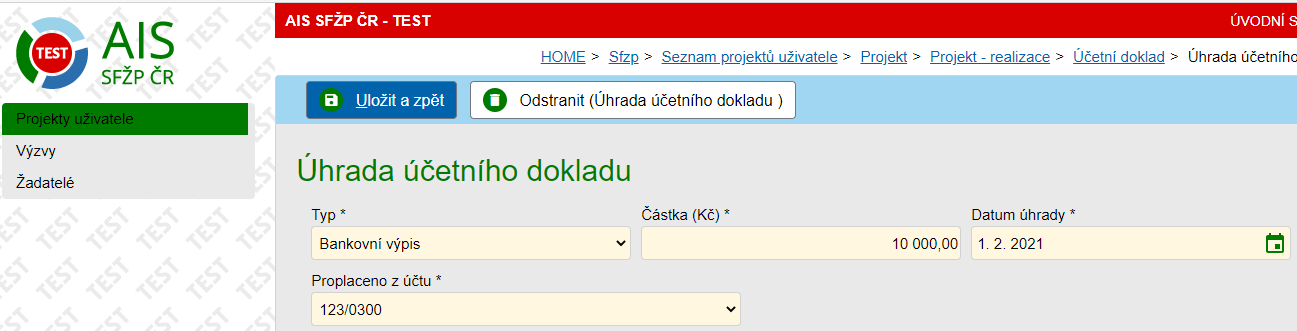 TEST
AIS
SFŽP ČR
AIS SFŽP ČR - TEST
ÚVODNÍ S
HOME > Sfzp > Seznam projektů uživatele > Projekt > Projekt - realizace > Účetní doklad > Úhrada účetního
Uložit a zpět
Odstranit (Úhrada účetního dokladu )
Projekty uživatele
Výzvy
Žadatelé
Úhrada účetního dokladu
Typ *
Částka (Kč) *
Datum úhrady *
Bankovní výpis
10 000,00
1. 2. 2021
Proplaceno z účtu *
123/0300